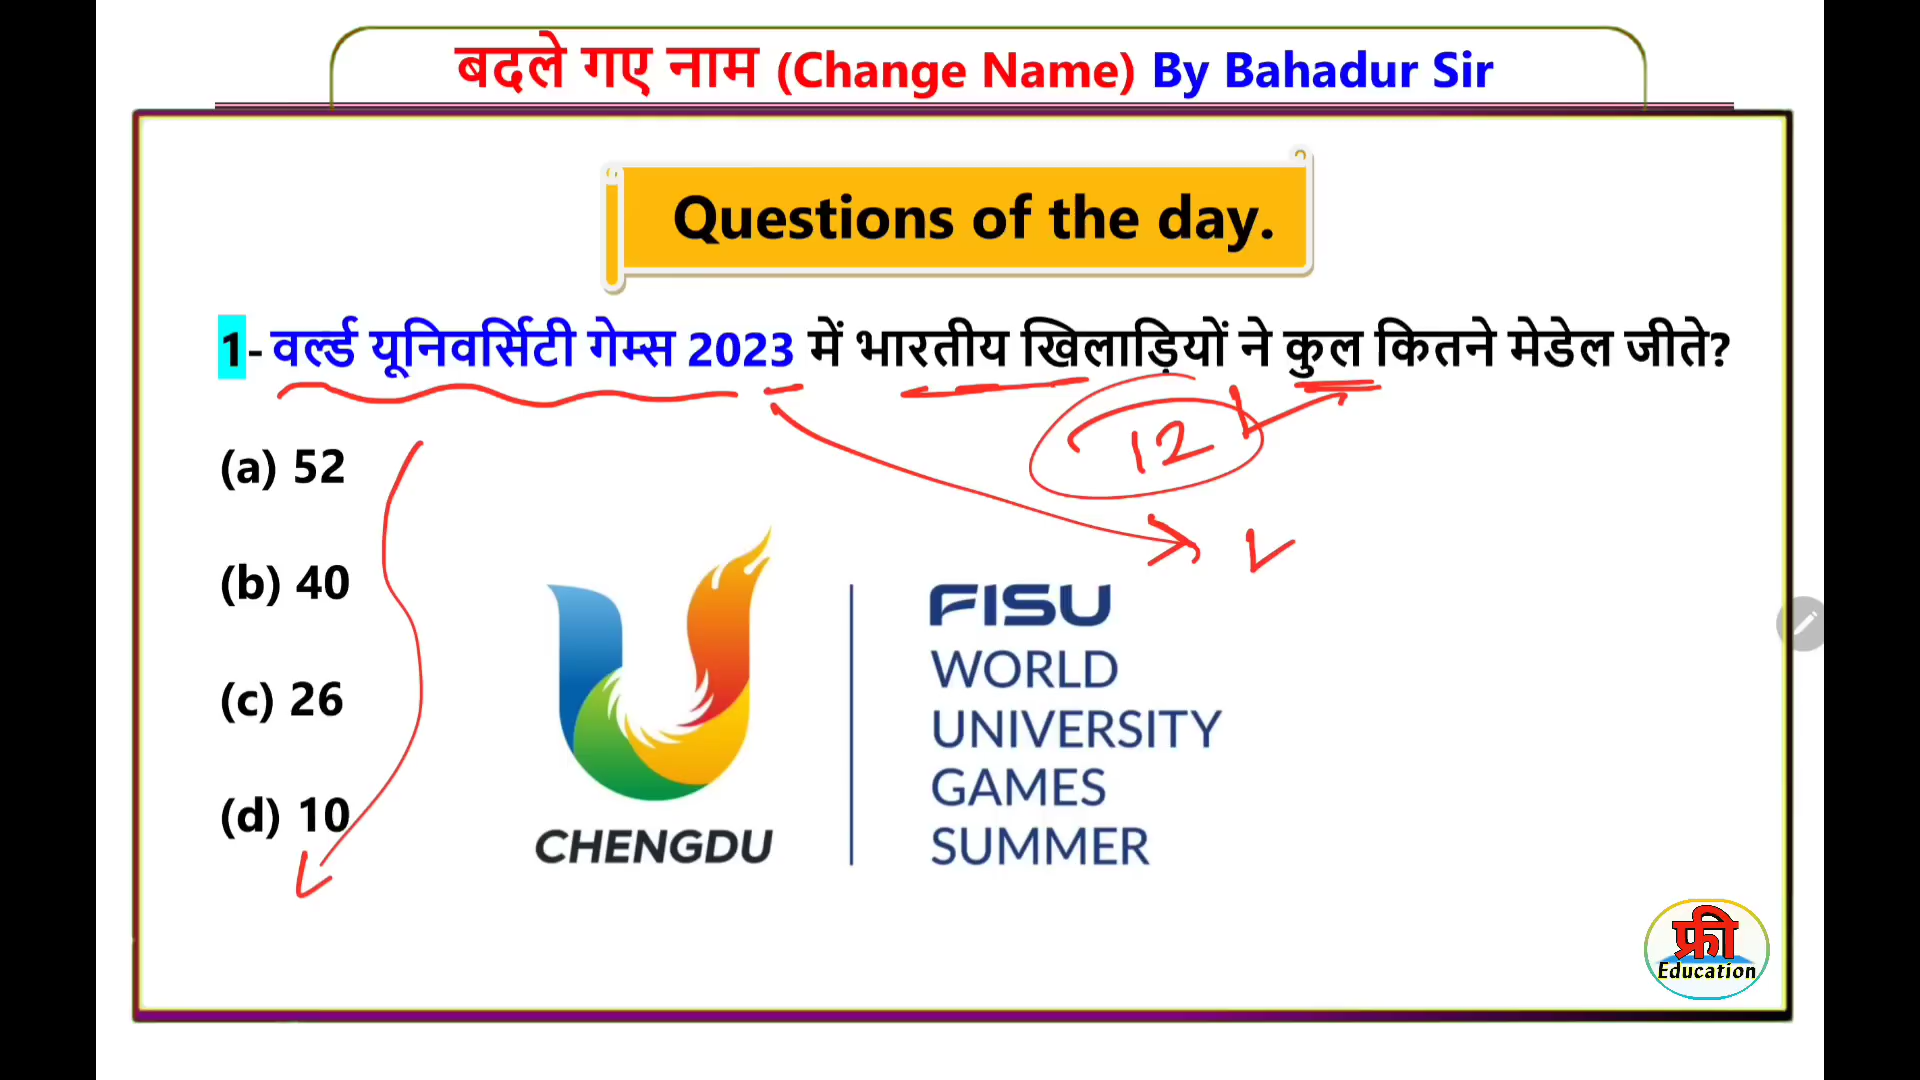 बदले गए नाम (Change Name) By Bahadur Sir
Questions of the day.
1- वर्ल्ड यूनिवर्सिटी गेम्स 2023 में भारतीय खिलाड़ियों ने कुल कितने मेडेल जीते?
12
(a) 52
(b) 40
(c) 26
(d) 10
CHENGDU
FISU
WORLD
UNIVERSITY
GAMES
SUMMER
फ्री
Education